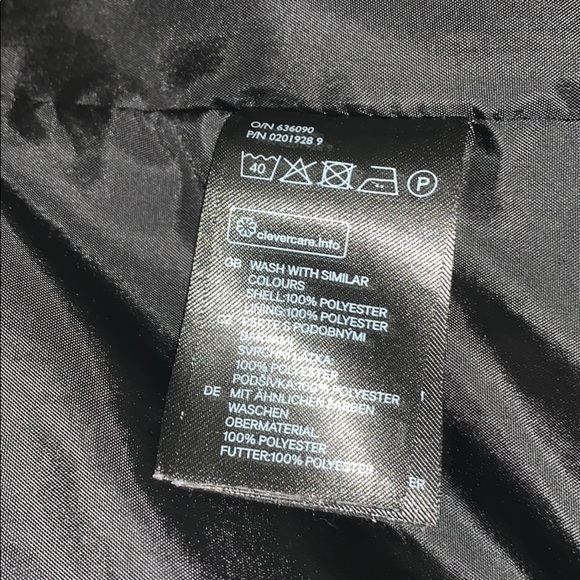 O/N 636090
P/N 0201928 9
40 P
clevercare.info
GB WASH WITH SIMILAR
COLOURS
SHELL:100% POLYESTER
LINING:100% POLYESTER
CZ PERTE S PODOBNÝMI
BARVAMI
SVRCHNÍ LÁTKA:
100% POLYESTER
PODŠÍVKA:100% POLYESTER
DE MIT ÄHNLICHEN FARBEN
WASCHEN
OBERMATERIAL:
100% POLYESTER
FUTTER:100% POLYESTER
ER